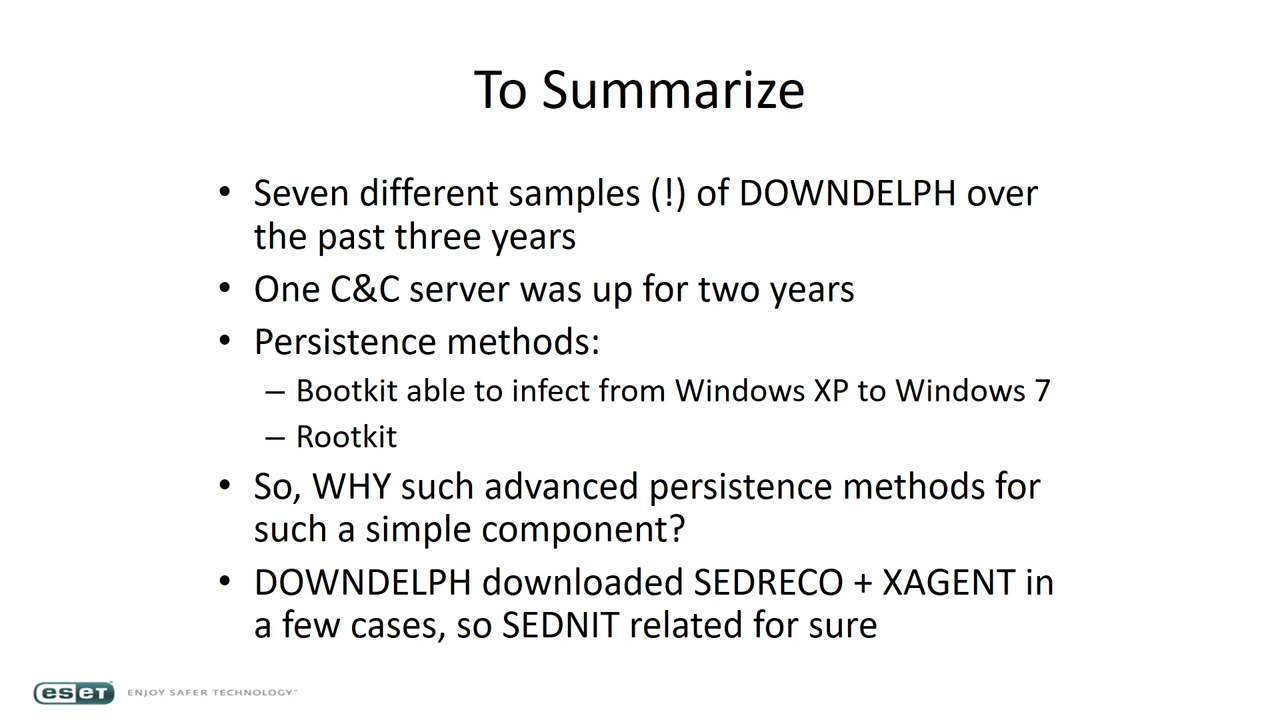 To Summarize
• Seven different samples (!) of DOWNDELPH over
the past three years
• One C&C server was up for two years
• Persistence methods:
– Bootkit able to infect from Windows XP to Windows 7
– Rootkit
• So, WHY such advanced persistence methods for
such a simple component?
• DOWNDELPH downloaded SEDRECO + XAGENT in
a few cases, so SEDNIT related for sure
eset ENJOY SAFER TECHNOLOGY™